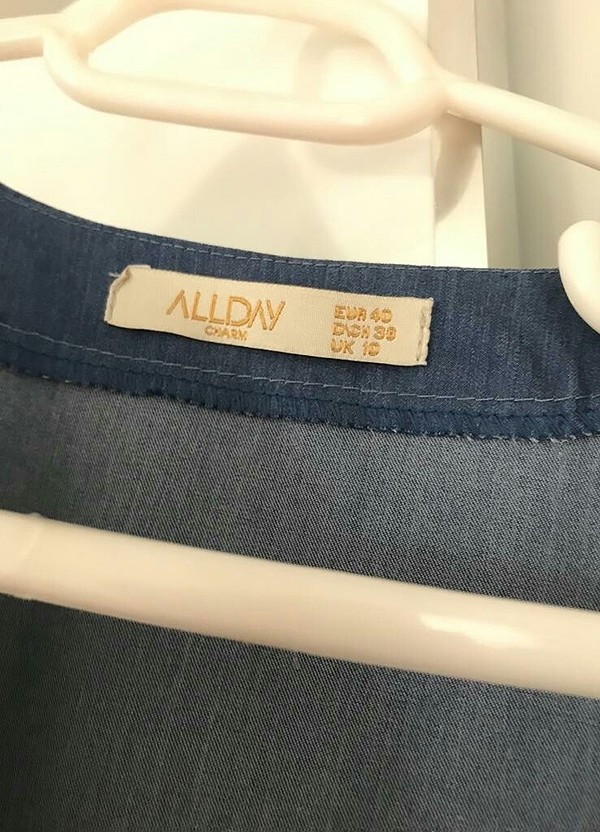 ALLDAY
CHARM
EUR 40
D/CH 38
UK 10